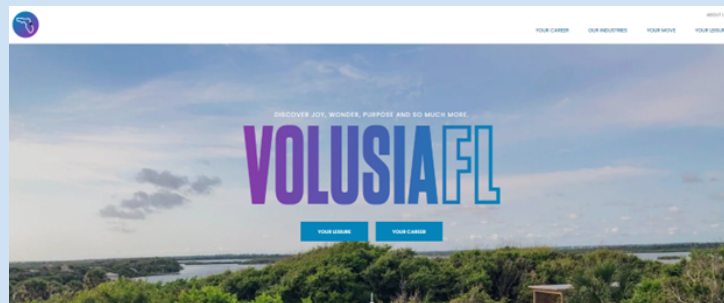 ABOUT
YOUR CAREER OUR INDUSTRIES YOUR MOVE YOUR LEISURE
DISCOVER JOY, WONDER, PURPOSE AND SO MUCH MORE.
VOLUSIAFL
YOUR LEISURE YOUR CAREER